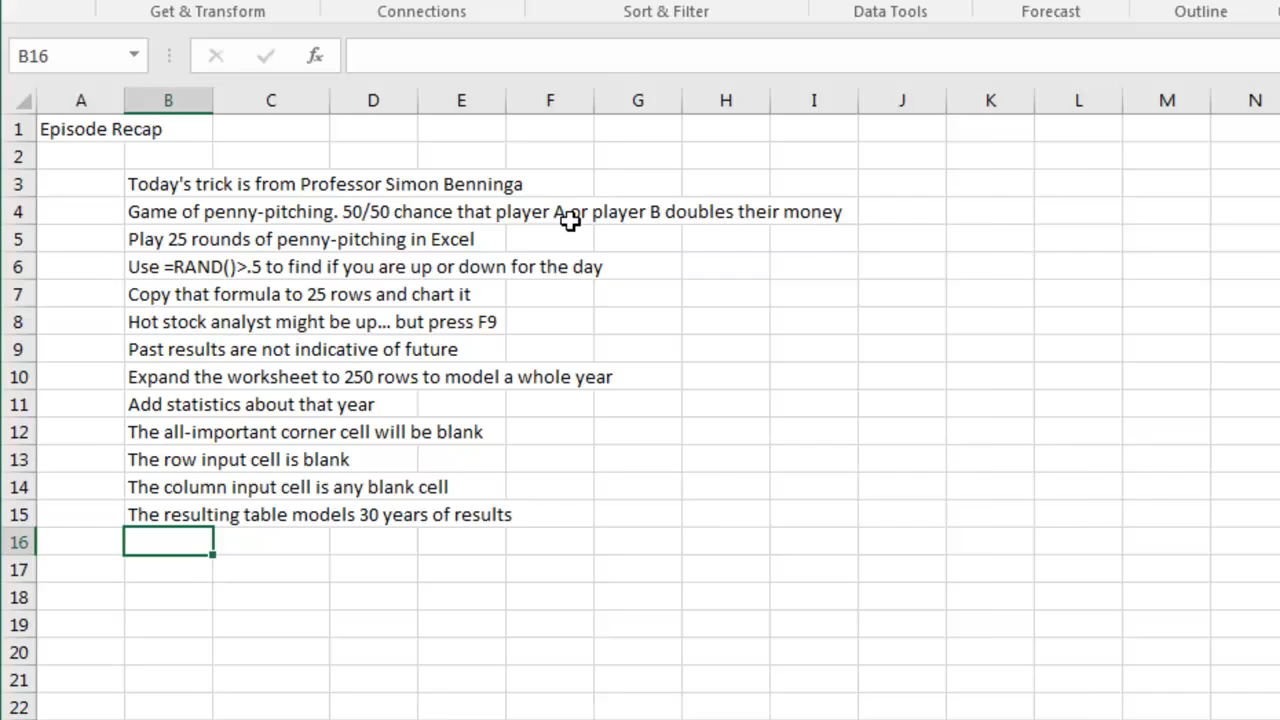 Get & Transform Connections Sort & Filter Data Tools Forecast Outline
B16 fx
A B C D E F G H I J K L M N
1 Episode Recap
2
3 Today's trick is from Professor Simon Benninga
4 Game of penny-pitching. 50/50 chance that player A or player B doubles their money
5 Play 25 rounds of penny-pitching in Excel
6 Use =RAND()>.5 to find if you are up or down for the day
7 Copy that formula to 25 rows and chart it
8 Hot stock analyst might be up... but press F9
9 Past results are not indicative of future
10 Expand the worksheet to 250 rows to model a whole year
11 Add statistics about that year
12 The all-important corner cell will be blank
13 The row input cell is blank
14 The column input cell is any blank cell
15 The resulting table models 30 years of results
16
17
18
19
20
21
22